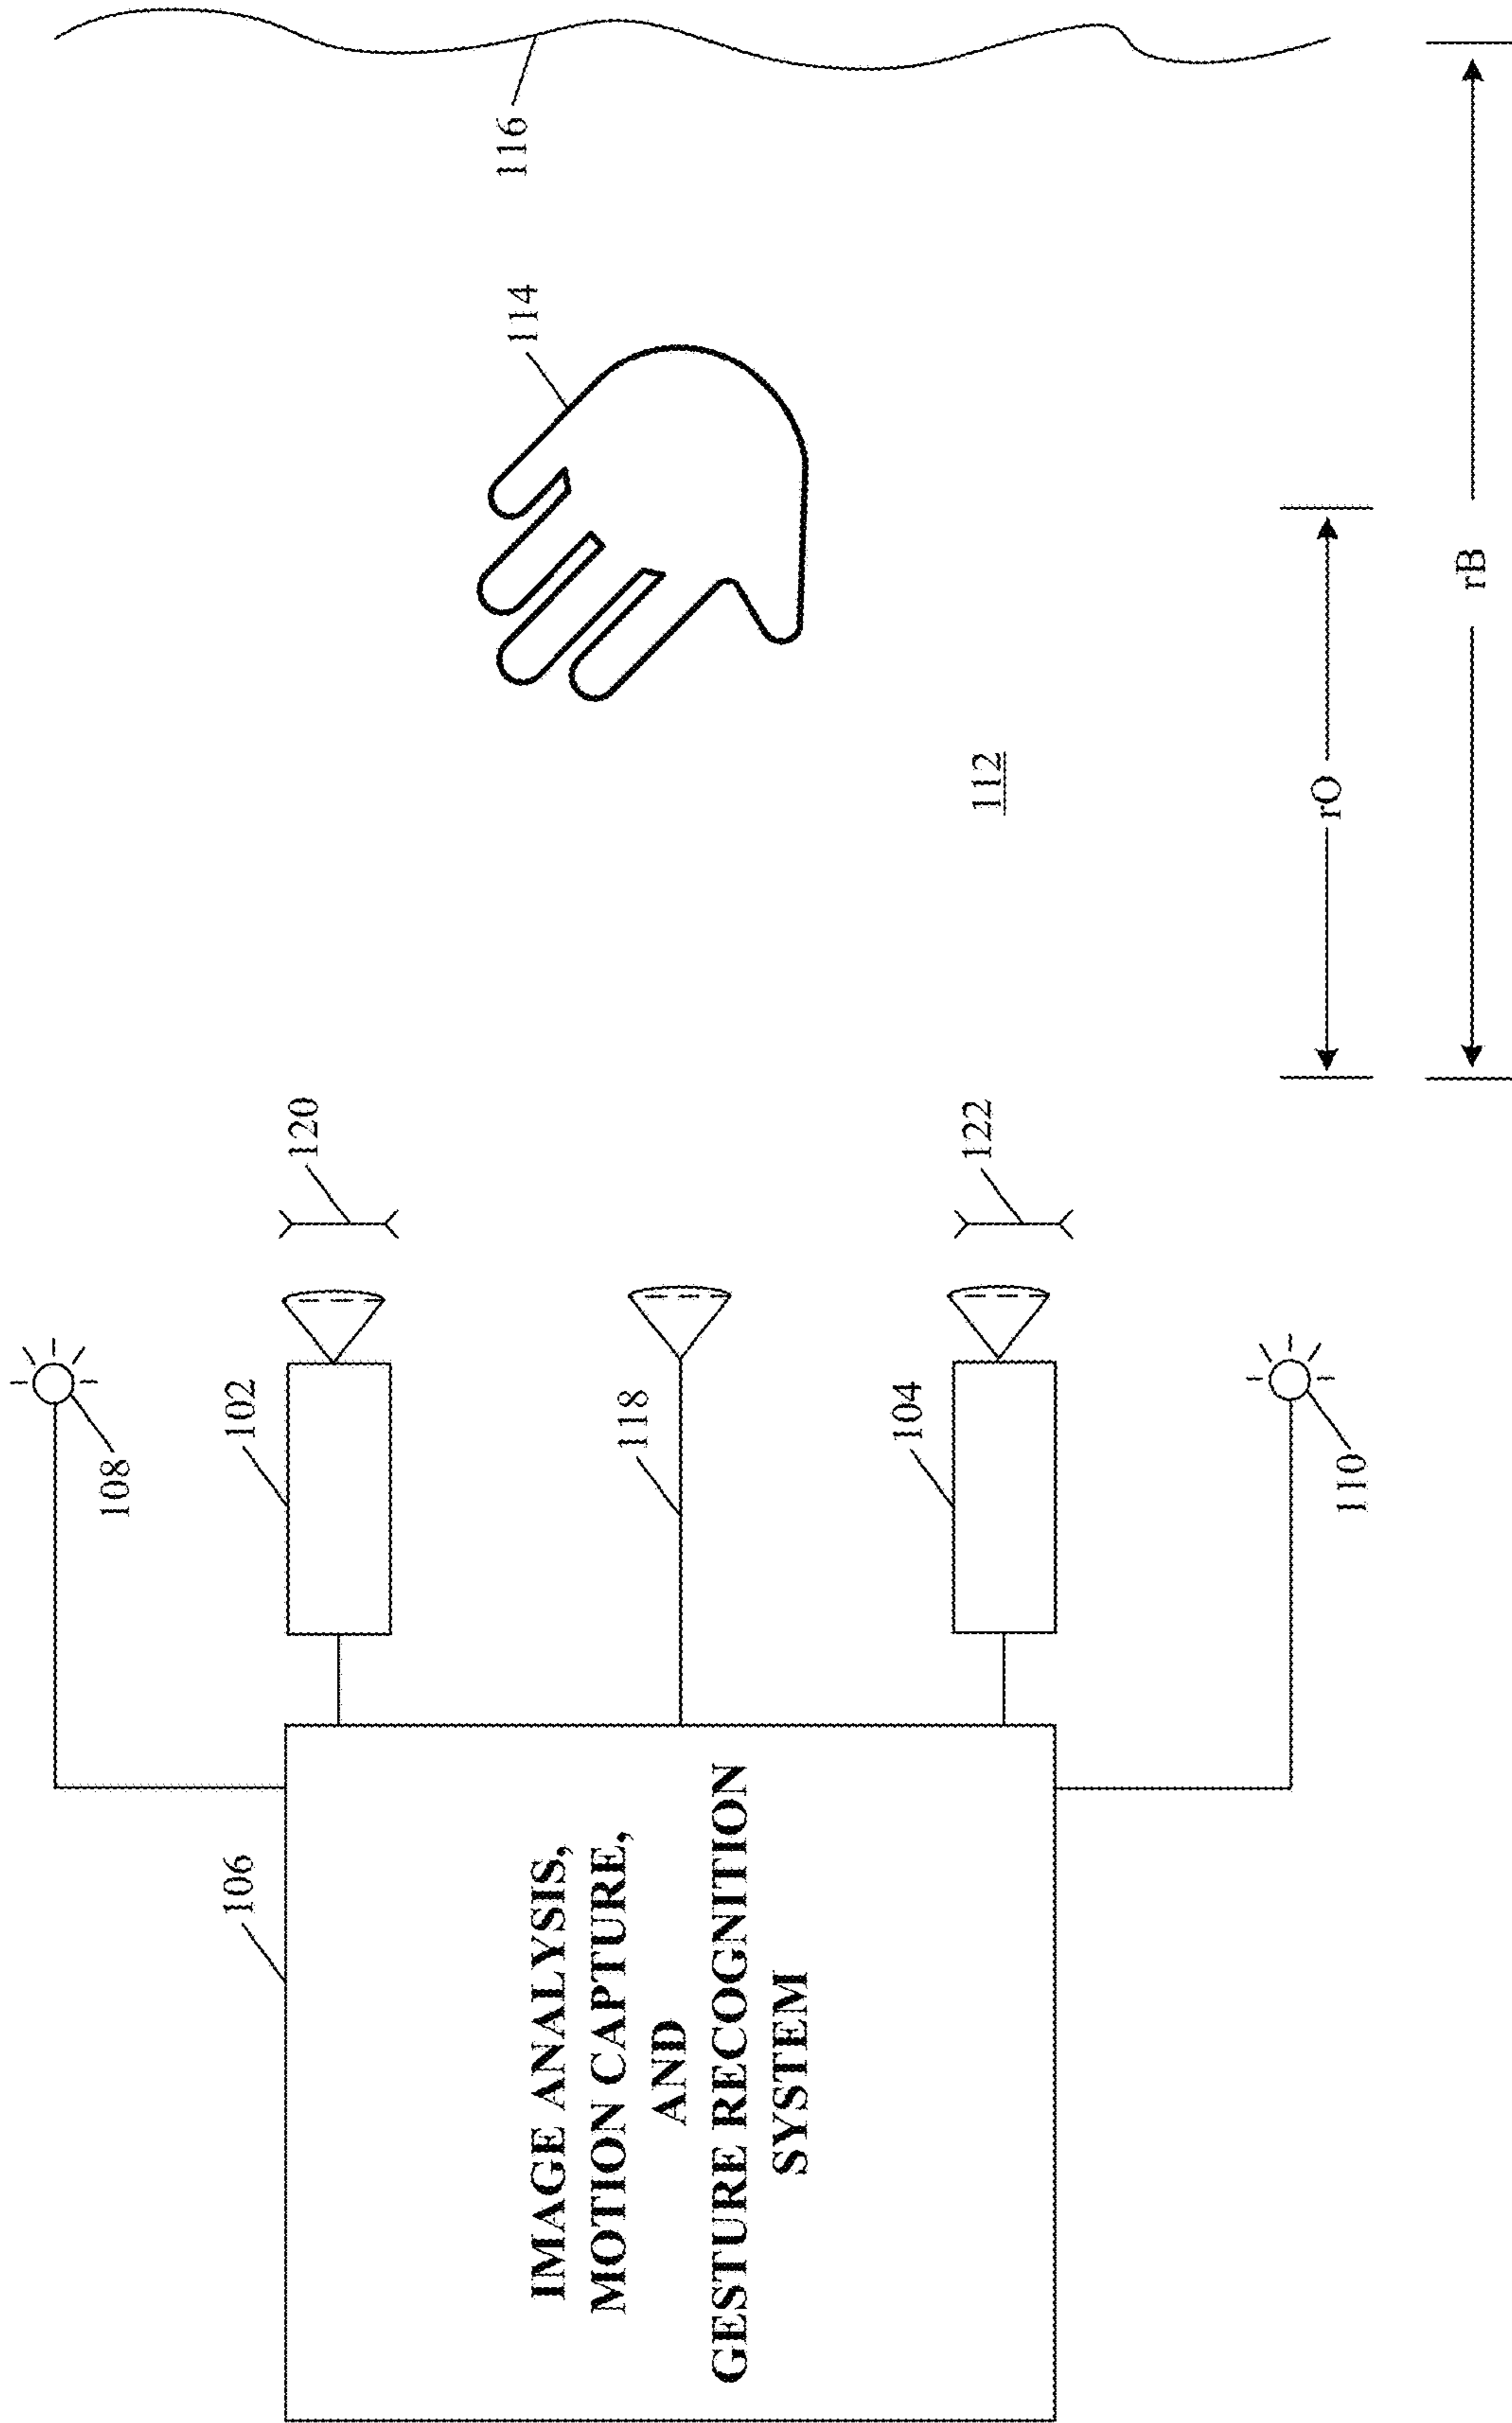 108
102
106
IMAGE ANALYSIS,
MOTION CAPTURE,
AND
GESTURE RECOGNITION
SYSTEM
118
104
110
120
122
114
116
112
rO
rB